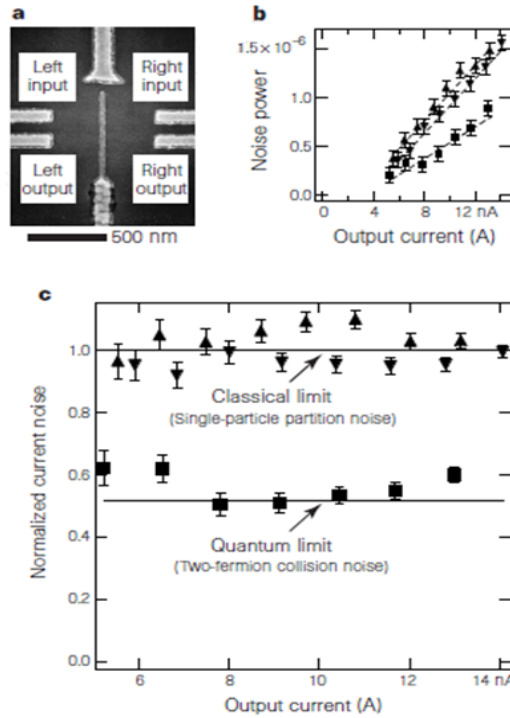 a
Left
input
Right
input
Left
output
Right
output
500 nm
b
Noise power
1.5 × 10⁻⁶
1.0
0.5
0.0
0
4
8
12 nA
Output current (A)
c
Normalized current noise
1.0
0.8
0.6
0.4
0.2
0.0
Classical limit
(Single-particle partition noise)
Quantum limit
(Two-fermion collision noise)
6
8
10
12
14 nA
Output current (A)